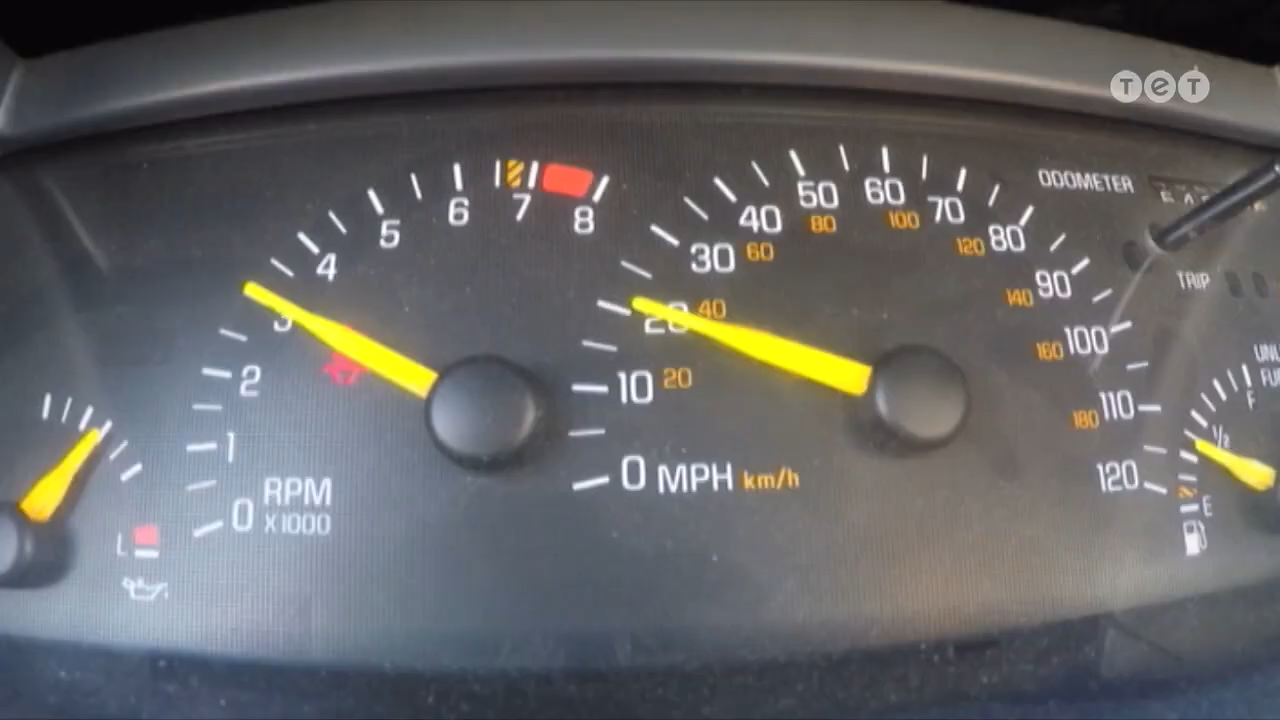 тет
ODOMETER
TRIP
0 1 2 3 4 5 6 7 8
RPM
X1000
0 10 20 30 40 50 60 70 80 90 100 110 120
20 40 60 80 100 120 140 160 180
MPH km/h
L
F
1/2
E